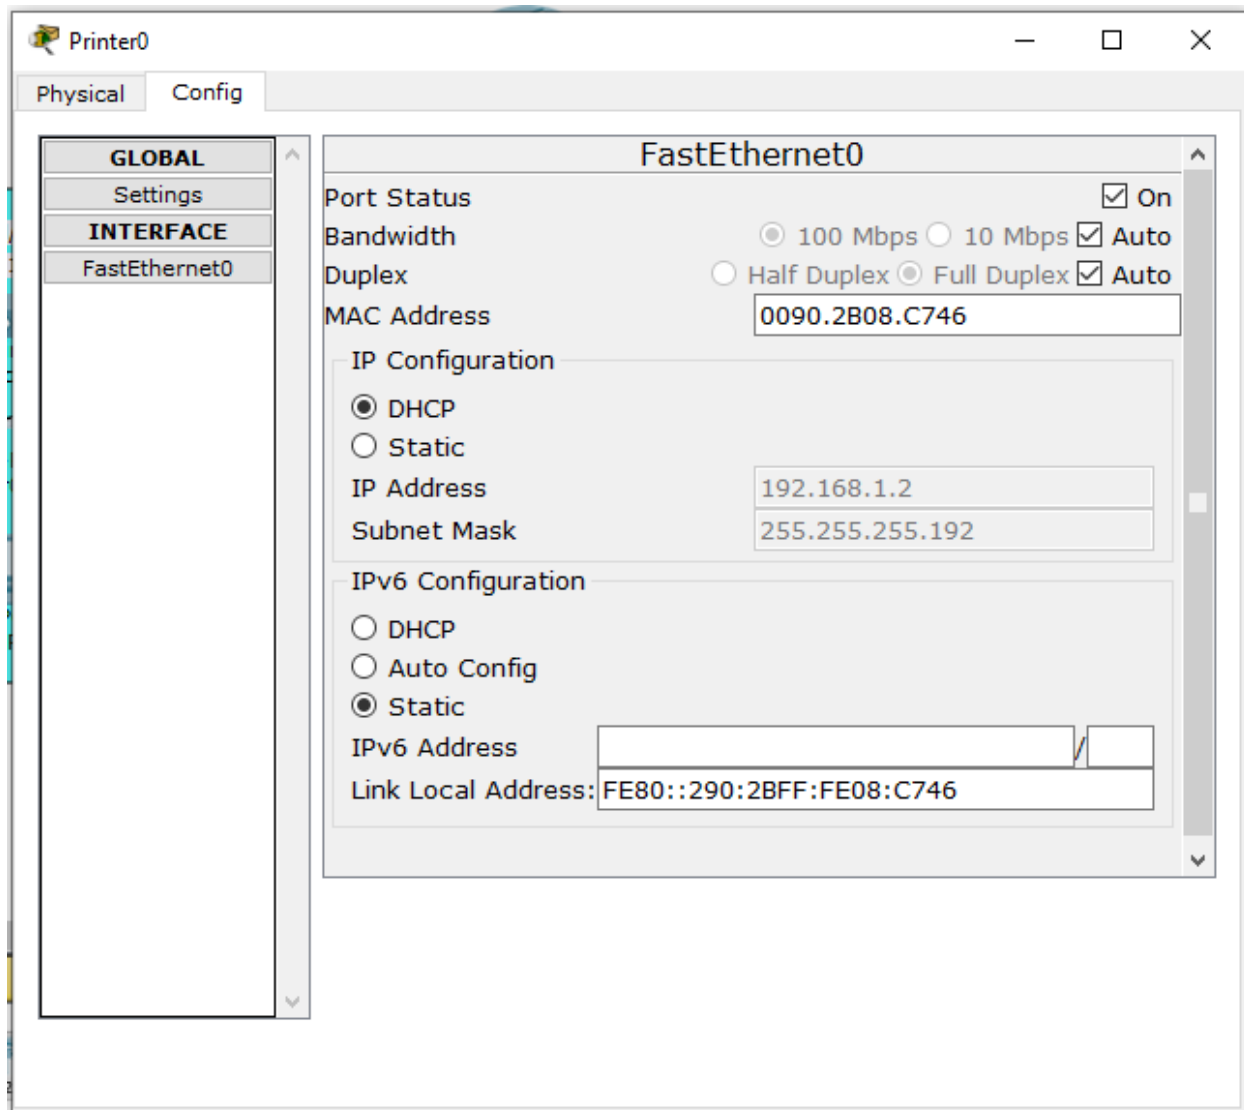 Printer0
Physical Config
GLOBAL
Settings
INTERFACE
FastEthernet0
FastEthernet0
Port Status On
Bandwidth 100 Mbps 10 Mbps Auto
Duplex Half Duplex Full Duplex Auto
MAC Address 0090.2B08.C746
IP Configuration
DHCP
Static
IP Address 192.168.1.2
Subnet Mask 255.255.255.192
IPv6 Configuration
DHCP
Auto Config
Static
IPv6 Address /
Link Local Address: FE80::290:2BFF:FE08:C746